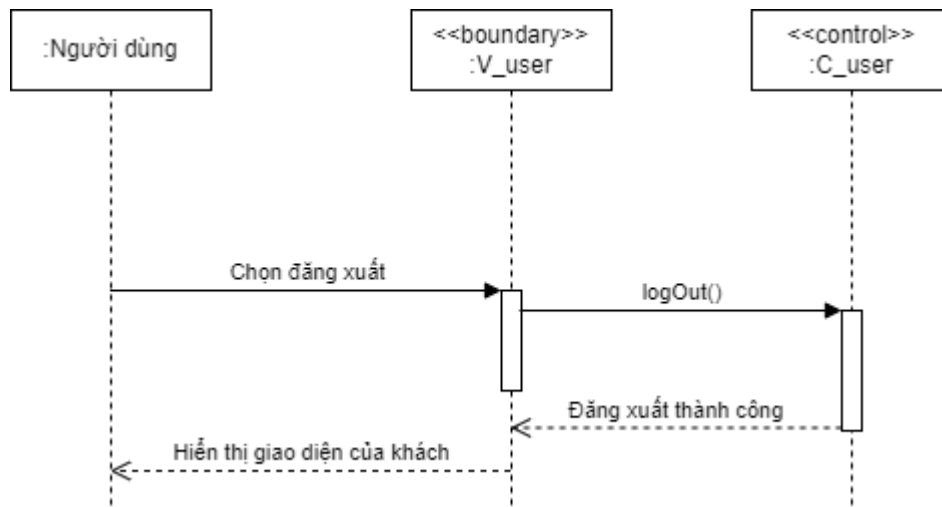 :Người dùng
<<boundary>>
:V_user
<<control>>
:C_user
Chọn đăng xuất
logOut()
Đăng xuất thành công
Hiển thị giao diện của khách